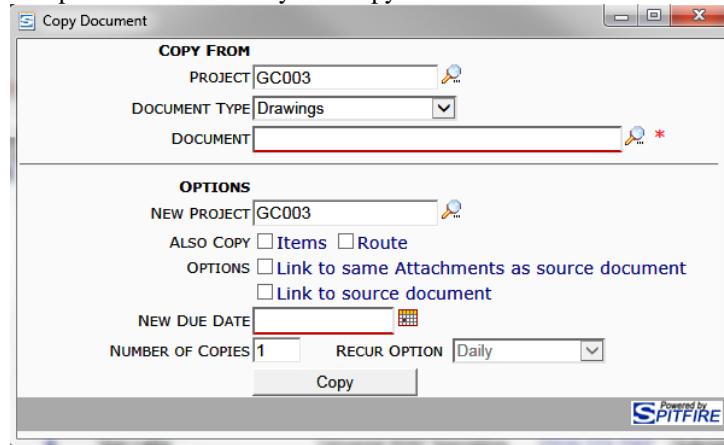 Copy Document
COPY FROM
PROJECT GC003
DOCUMENT TYPE Drawings
DOCUMENT *
OPTIONS
NEW PROJECT GC003
ALSO COPY Items Route
OPTIONS Link to same Attachments as source document
Link to source document
NEW DUE DATE
NUMBER OF COPIES 1 RECUR OPTION Daily
Copy
Powered by
SPITFIRE